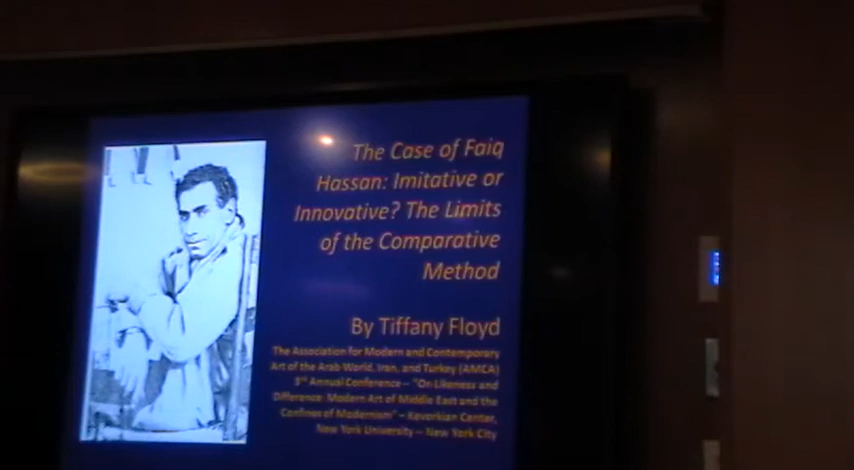 The Case of Faiq
Hassan: Imitative or
Innovative? The Limits
of the Comparative
Method
By Tiffany Floyd
The Association for Modern and Contemporary
Art of the Arab World, Iran, and Turkey (AMCA)
3rd Annual Conference – "On Likeness and
Difference: Modern Art of Middle East and the
Confines of Modernism" – Kevorkian Center,
New York University – New York City